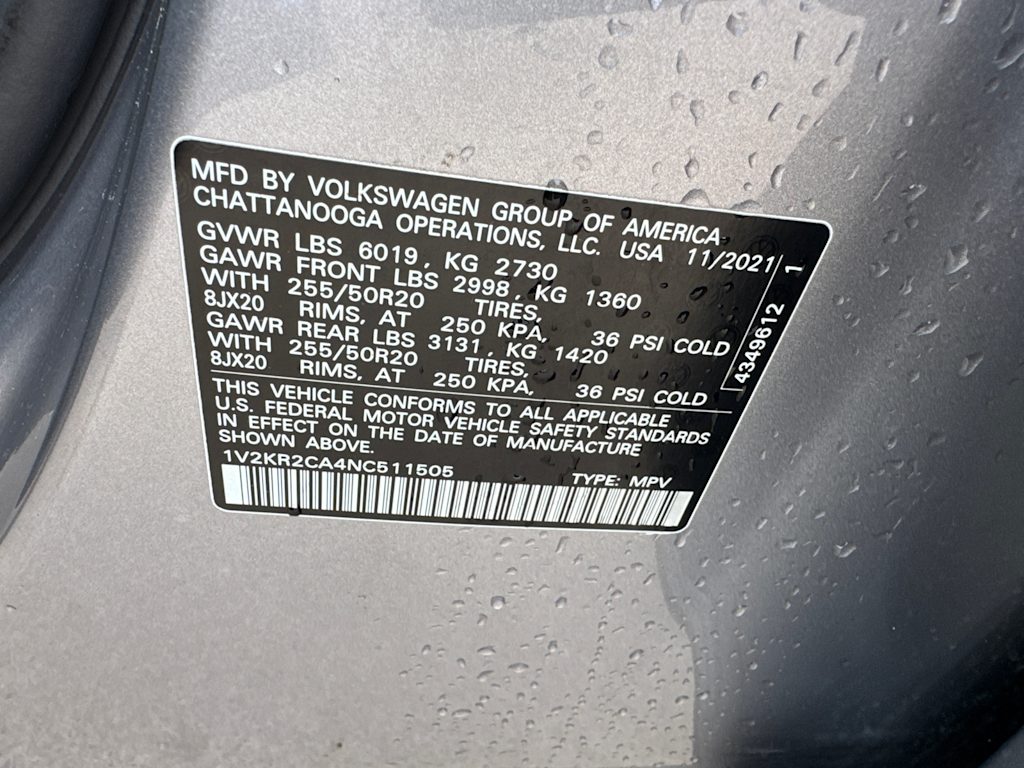 MFD BY VOLKSWAGEN GROUP OF AMERICA
CHATTANOOGA OPERATIONS, LLC. USA 11/2021
GVWR LBS 6019, KG 2730
GAWR FRONT LBS 2998, KG 1360
WITH 255/50R20 TIRES,
8JX20 RIMS, AT 250 KPA, 36 PSI COLD
GAWR REAR LBS 3131, KG 1420
WITH 255/50R20 TIRES,
8JX20 RIMS, AT 250 KPA, 36 PSI COLD
THIS VEHICLE CONFORMS TO ALL APPLICABLE
U.S. FEDERAL MOTOR VEHICLE SAFETY STANDARDS
IN EFFECT ON THE DATE OF MANUFACTURE
SHOWN ABOVE.
1V2KR2CA4NC511505 TYPE: MPV
4349612 1